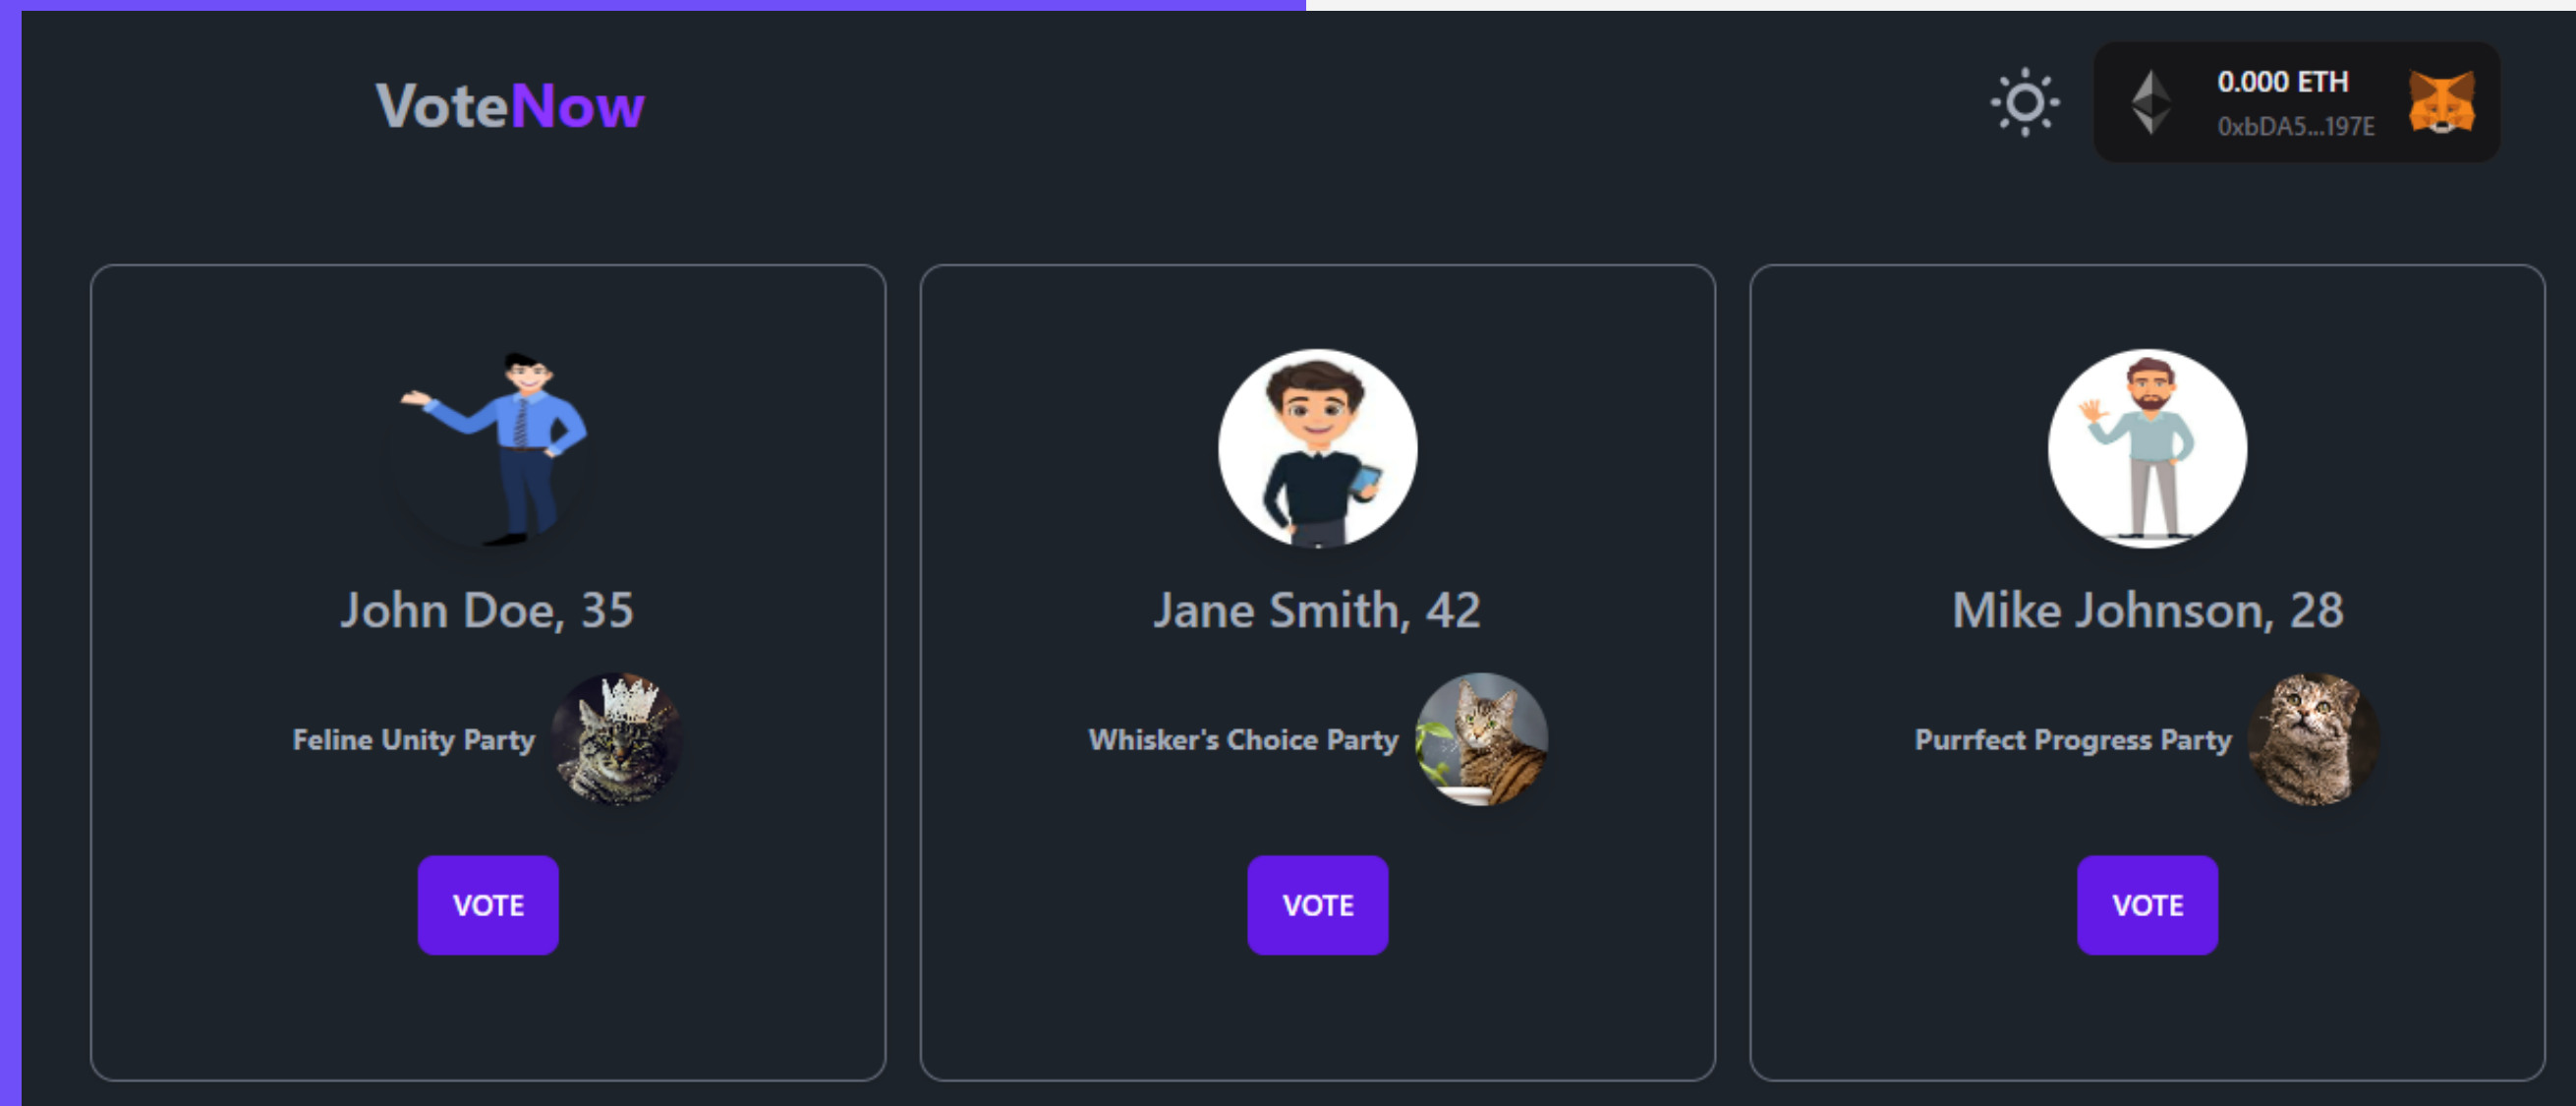 VoteNow
0.000 ETH
0xbDA5...197E
John Doe, 35
Jane Smith, 42
Mike Johnson, 28
Feline Unity Party
Whisker's Choice Party
Purrfect Progress Party
VOTE
VOTE
VOTE